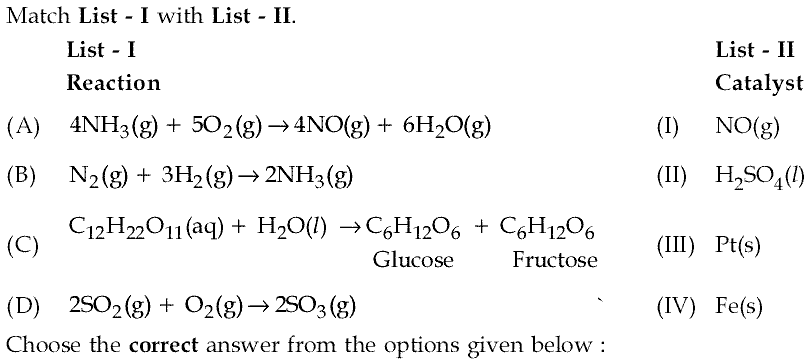 Match List - I with List - II.
List - I List - II
Reaction Catalyst
(A) 4NH₃(g) + 5O₂(g) → 4NO(g) + 6H₂O(g) (I) NO(g)
(B) N₂(g) + 3H₂(g) → 2NH₃(g) (II) H₂SO₄(l)
(C) C₁₂H₂₂O₁₁(aq) + H₂O(l) → C₆H₁₂O₆ + C₆H₁₂O₆ (III) Pt(s)
Glucose Fructose
(D) 2SO₂(g) + O₂(g) → 2SO₃(g) (IV) Fe(s)
Choose the correct answer from the options given below :